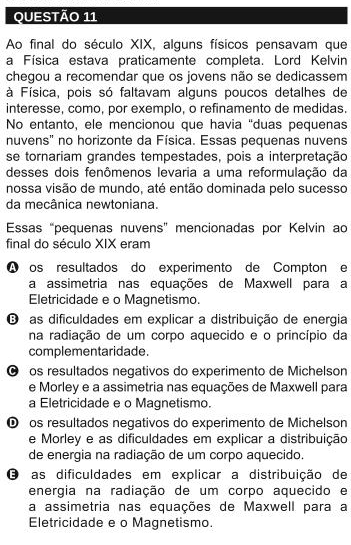 QUESTÃO 11
Ao final do século XIX, alguns físicos pensavam que
a Física estava praticamente completa. Lord Kelvin
chegou a recomendar que os jovens não se dedicassem
à Física, pois só faltavam alguns poucos detalhes de
interesse, como, por exemplo, o refinamento de medidas.
No entanto, ele mencionou que havia “duas pequenas
nuvens” no horizonte da Física. Essas pequenas nuvens
se tornariam grandes tempestades, pois a interpretação
desses dois fenômenos levaria a uma reformulação da
nossa visão de mundo, até então dominada pelo sucesso
da mecânica newtoniana.
Essas “pequenas nuvens” mencionadas por Kelvin ao
final do século XIX eram
A os resultados do experimento de Compton e
a assimetria nas equações de Maxwell para a
Eletricidade e o Magnetismo.
B as dificuldades em explicar a distribuição de energia
na radiação de um corpo aquecido e o princípio da
complementaridade.
C os resultados negativos do experimento de Michelson
e Morley e a assimetria nas equações de Maxwell para
a Eletricidade e o Magnetismo.
D os resultados negativos do experimento de Michelson
e Morley e as dificuldades em explicar a distribuição
de energia na radiação de um corpo aquecido.
E as dificuldades em explicar a distribuição de
energia na radiação de um corpo aquecido e
a assimetria nas equações de Maxwell para a
Eletricidade e o Magnetismo.